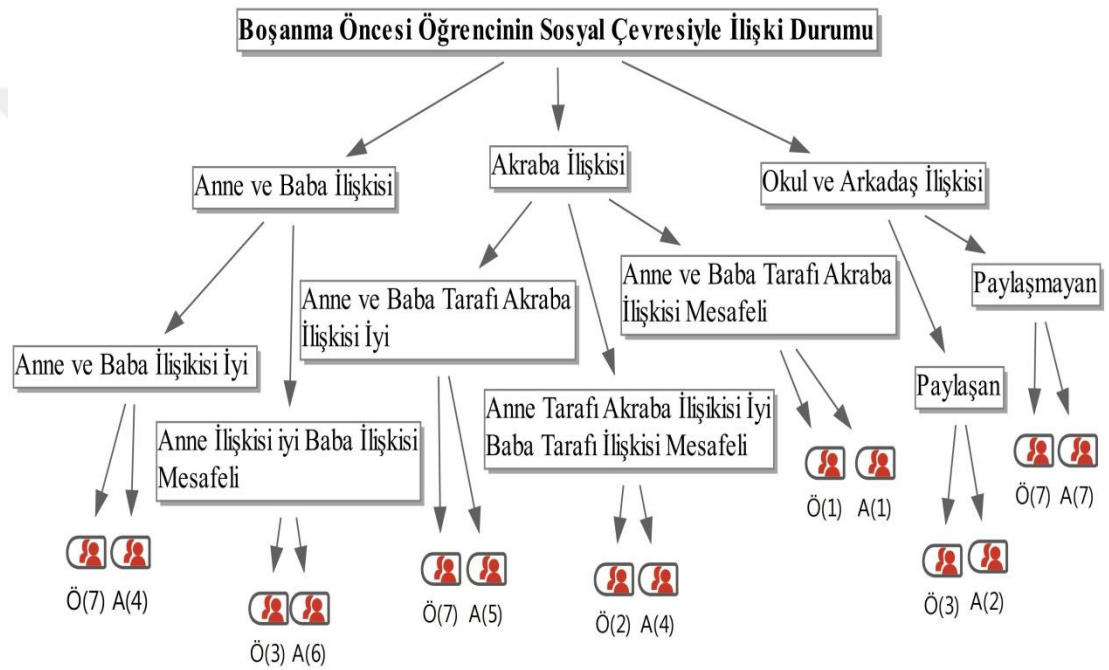 Boşanma Öncesi Öğrencinin Sosyal Çevresiyle İlişki Durumu
Anne ve Baba İlişkisi
Akraba İlişkisi
Okul ve Arkadaş İlişkisi
Anne ve Baba İlişikisi İyi
Anne İlişkisi iyi Baba İlişkisi
Mesafeli
Anne ve Baba Tarafı Akraba
İlişkisi İyi
Anne Tarafı Akraba İlişikisi İyi
Baba Tarafı İlişkisi Mesafeli
Anne ve Baba Tarafı Akraba
İlişkisi Mesafeli
Paylaşan
Paylaşmayan
Ö(7) A(4)
Ö(3) A(6)
Ö(7) A(5)
Ö(2) A(4)
Ö(1) A(1)
Ö(3) A(2)
Ö(7) A(7)